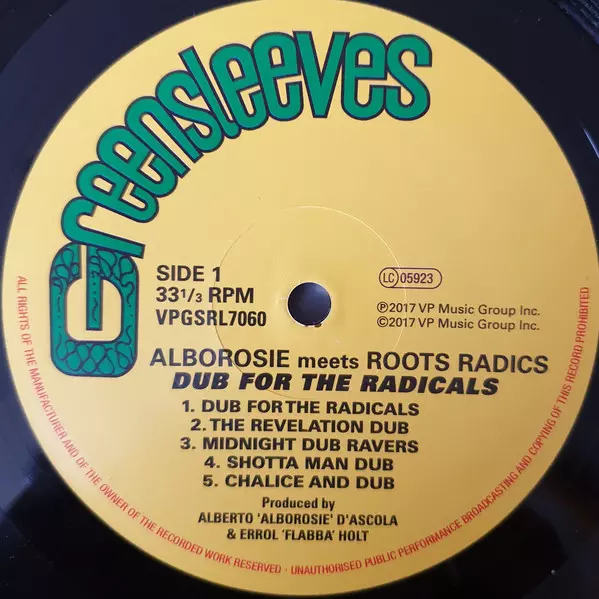 Greensleeves
SIDE 1
33 1/3 RPM
VPGSRL7060
LC 05923
℗2017 VP Music Group Inc.
©2017 VP Music Group Inc.
ALBOROSIE meets ROOTS RADICS
DUB FOR THE RADICALS
1. DUB FOR THE RADICALS
2. THE REVELATION DUB
3. MIDNIGHT DUB RAVERS
4. SHOTTA MAN DUB
5. CHALICE AND DUB
Produced by
ALBERTO 'ALBOROSIE' D'ASCOLA
& ERROL 'FLABBA' HOLT
ALL RIGHTS OF THE MANUFACTURER AND OF THE OWNER OF THE RECORDED WORK RESERVED - UNAUTHORISED PUBLIC PERFORMANCE BROADCASTING AND COPYING OF THIS RECORD PROHIBITED